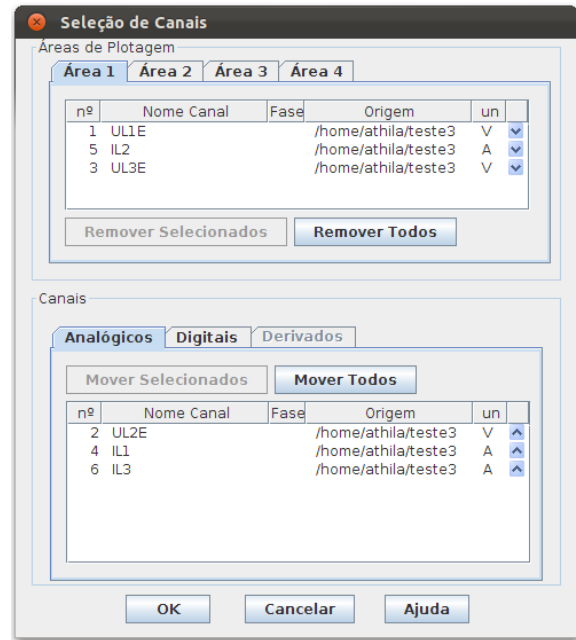 Seleção de Canais
Áreas de Plotagem
Área 1 Área 2 Área 3 Área 4
nº Nome Canal Fase Origem un
1 UL1E /home/athila/teste3 V
5 IL2 /home/athila/teste3 A
3 UL3E /home/athila/teste3 V
Remover Selecionados Remover Todos
Canais
Analógicos Digitais Derivados
Mover Selecionados Mover Todos
nº Nome Canal Fase Origem un
2 UL2E /home/athila/teste3 V
4 IL1 /home/athila/teste3 A
6 IL3 /home/athila/teste3 A
OK Cancelar Ajuda